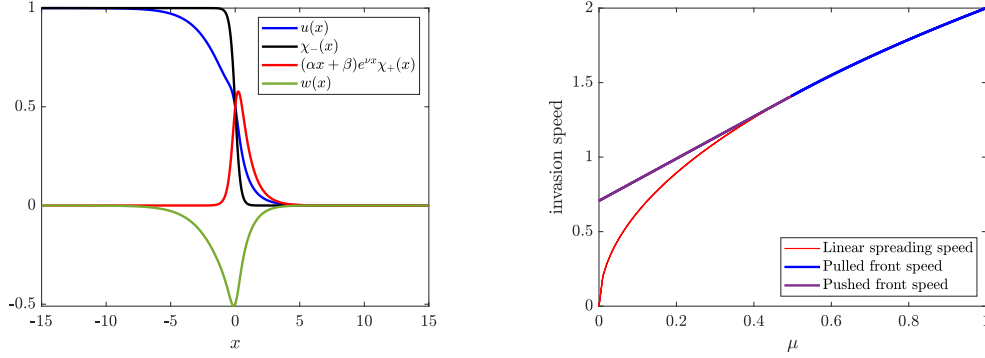 1
0.5
0
-0.5
-15
-10
-5
0
5
10
15
x
u(x)
χ₋(x)
(αx + β)e^{νx}χ₊(x)
w(x)
2
1.5
1
0.5
0
0
0.2
0.4
0.6
0.8
1
μ
invasion speed
Linear spreading speed
Pulled front speed
Pushed front speed